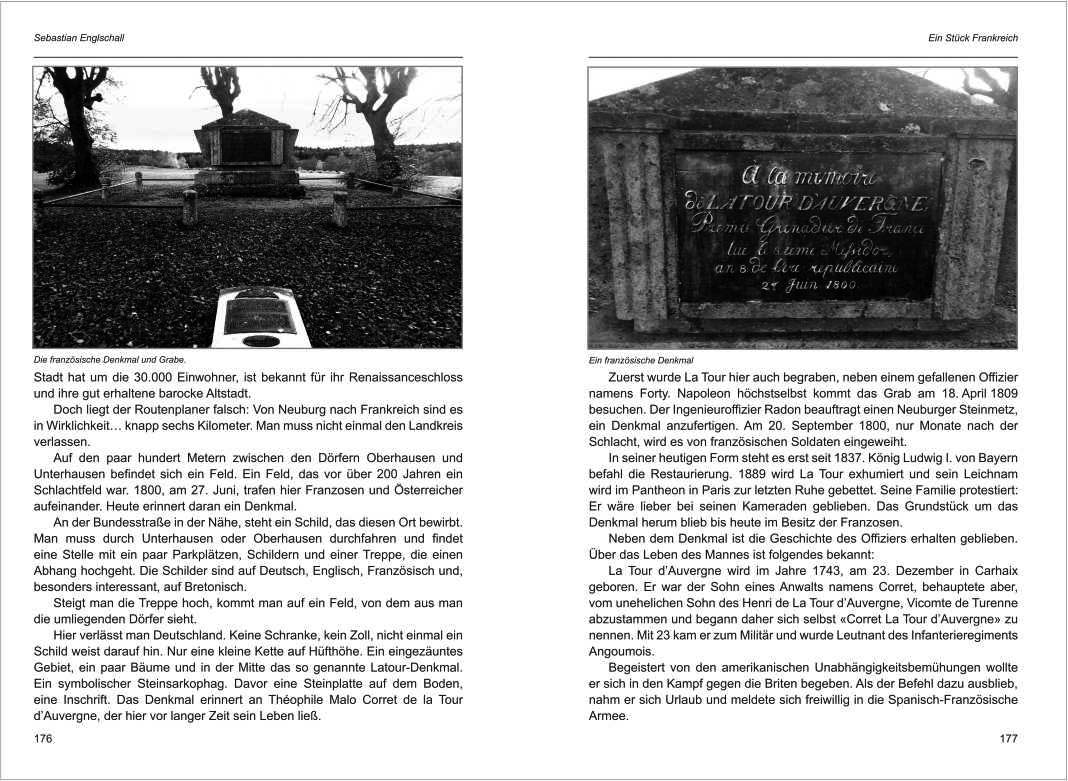 Sebastian Englschall
Die französische Denkmal und Grabe.
Stadt hat um die 30.000 Einwohner, ist bekannt für ihr Renaissanceschloss
und ihre gut erhaltene barocke Altstadt.
Doch liegt der Routenplaner falsch: Von Neuburg nach Frankreich sind es
in Wirklichkeit… knapp sechs Kilometer. Man muss nicht einmal den Landkreis
verlassen.
Auf den paar hundert Metern zwischen den Dörfern Oberhausen und
Unterhausen befindet sich ein Feld. Ein Feld, das vor über 200 Jahren ein
Schlachtfeld war. 1800, am 27. Juni, trafen hier Franzosen und Österreicher
aufeinander. Heute erinnert daran ein Denkmal.
An der Bundesstraße in der Nähe, steht ein Schild, das diesen Ort bewirbt.
Man muss durch Unterhausen oder Oberhausen durchfahren und findet
eine Stelle mit ein paar Parkplätzen, Schildern und einer Treppe, die einen
Abhang hochgeht. Die Schilder sind auf Deutsch, Englisch, Französisch und,
besonders interessant, auf Bretonisch.
Steigt man die Treppe hoch, kommt man auf ein Feld, von dem aus man
die umliegenden Dörfer sieht.
Hier verlässt man Deutschland. Keine Schranke, kein Zoll, nicht einmal ein
Schild weist darauf hin. Nur eine kleine Kette auf Hüfthöhe. Ein eingezäuntes
Gebiet, ein paar Bäume und in der Mitte das so genannte Latour-Denkmal.
Ein symbolischer Steinsarkophag. Davor eine Steinplatte auf dem Boden,
eine Inschrift. Das Denkmal erinnert an Théophile Malo Corret de la Tour
d’Auvergne, der hier vor langer Zeit sein Leben ließ.
176
Ein Stück Frankreich
A la memoire
de LA TOUR D'AUVERGNE,
Premier Grenadier de France
tué le Messidor,
an 8 de l'ère republicaine
27 Juin 1800
Ein französische Denkmal
Zuerst wurde La Tour hier auch begraben, neben einem gefallenen Offizier
namens Forty. Napoleon höchstselbst kommt das Grab am 18. April 1809
besuchen. Der Ingenieuroffizier Radon beauftragt einen Neuburger Steinmetz,
ein Denkmal anzufertigen. Am 20. September 1800, nur Monate nach der
Schlacht, wird es von französischen Soldaten eingeweiht.
In seiner heutigen Form steht es erst seit 1837. König Ludwig I. von Bayern
befahl die Restaurierung. 1889 wird La Tour exhumiert und sein Leichnam
wird im Pantheon in Paris zur letzten Ruhe gebettet. Seine Familie protestiert:
Er wäre lieber bei seinen Kameraden geblieben. Das Grundstück um das
Denkmal herum blieb bis heute im Besitz der Franzosen.
Neben dem Denkmal ist die Geschichte des Offiziers erhalten geblieben.
Über das Leben des Mannes ist folgendes bekannt:
La Tour d’Auvergne wird im Jahre 1743, am 23. Dezember in Carhaix
geboren. Er war der Sohn eines Anwalts namens Corret, behauptete aber,
vom unehelichen Sohn des Henri de La Tour d’Auvergne, Vicomte de Turenne
abzustammen und begann daher sich selbst «Corret La Tour d’Auvergne» zu
nennen. Mit 23 kam er zum Militär und wurde Leutnant des Infanterieregiments
Angoumois.
Begeistert von den amerikanischen Unabhängigkeitsbemühungen wollte
er sich in den Kampf gegen die Briten begeben. Als der Befehl dazu ausblieb,
nahm er sich Urlaub und meldete sich freiwillig in die Spanisch-Französische
Armee.
177